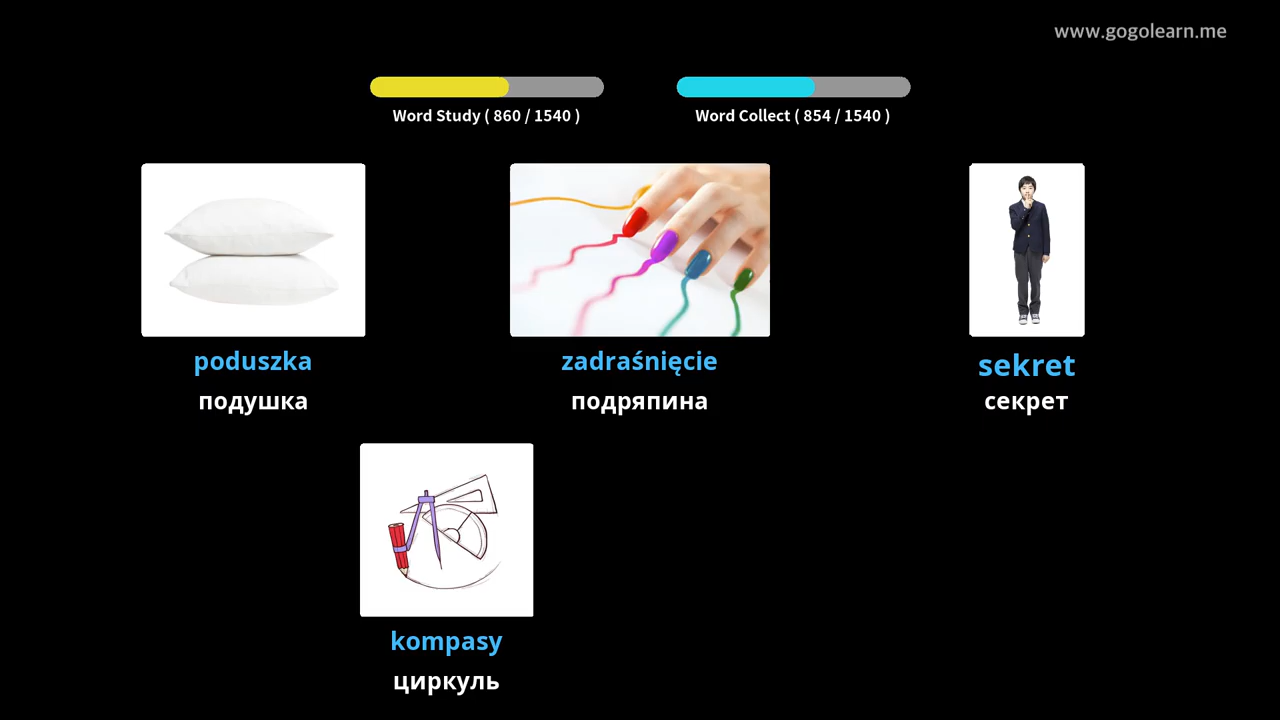 www.gogolearn.me
Word Study ( 860 / 1540 )
Word Collect ( 854 / 1540 )
poduszka
подушка
zadraśnięcie
подряпина
sekret
секрет
kompasy
циркуль